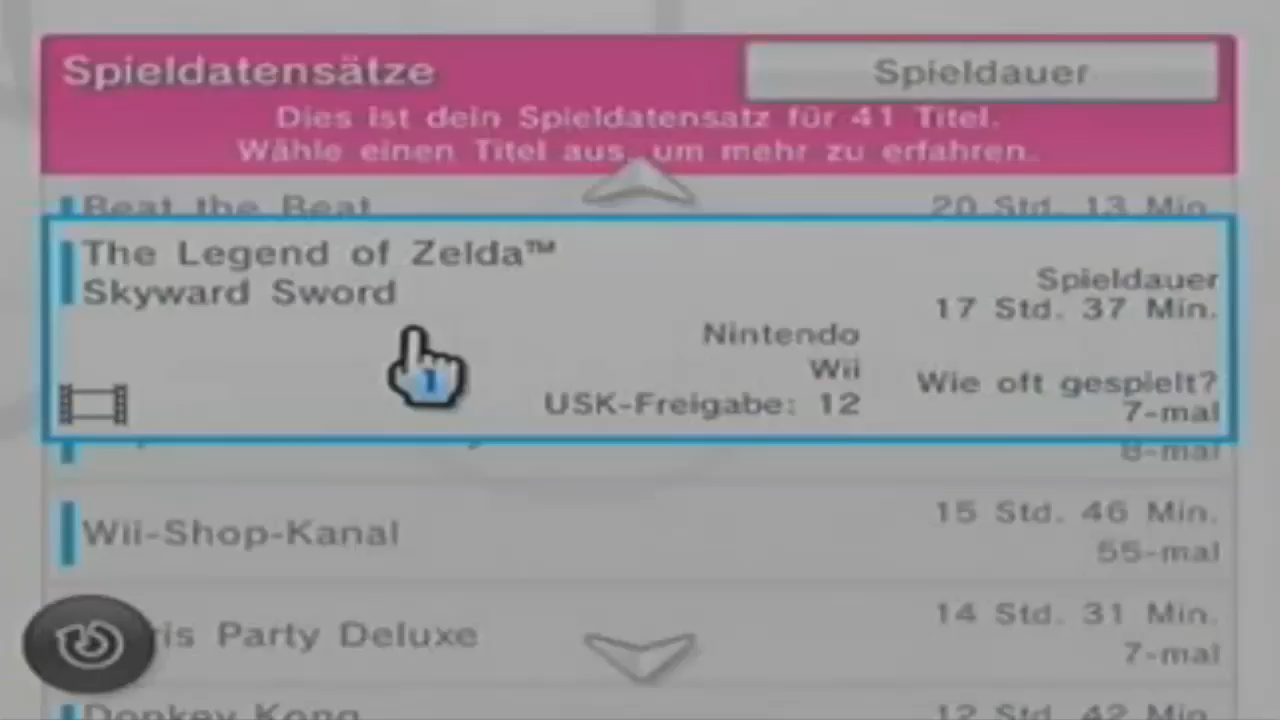 Spieldatensätze
Spieldauer
Dies ist dein Spieldatensatz für 41 Titel.
Wähle einen Titel aus, um mehr zu erfahren.
Beat the Beat
20 Std. 13 Min.
The Legend of Zelda™
Skyward Sword
Spieldauer
17 Std. 37 Min.
Nintendo
Wii
USK-Freigabe: 12
Wie oft gespielt?
7-mal
1
8-mal
Wii-Shop-Kanal
15 Std. 46 Min.
55-mal
ris Party Deluxe
14 Std. 31 Min.
7-mal
Donkey Kong
12 Std. 42 Min.